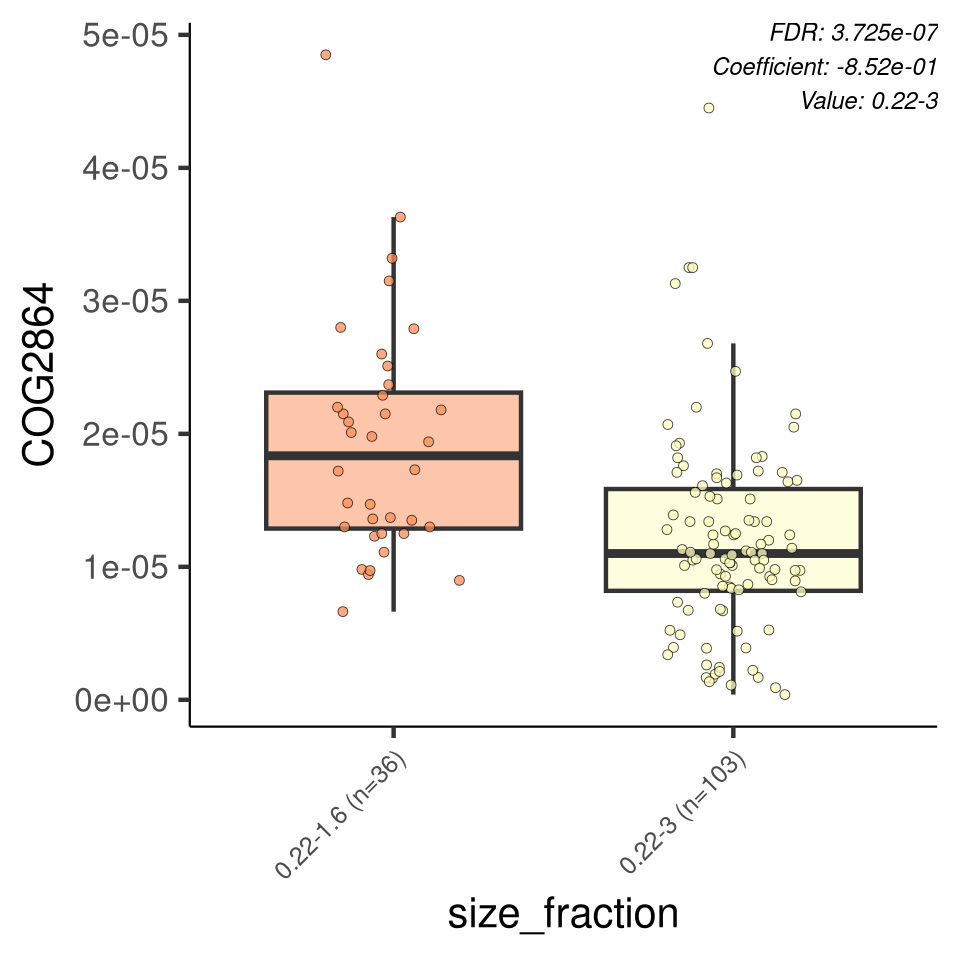 FDR: 3.725e-07
Coefficient: -8.52e-01
Value: 0.22-3
5e-05
4e-05
3e-05
2e-05
1e-05
0e+00
COG2864
0.22-1.6 (n=36)
0.22-3 (n=103)
size_fraction